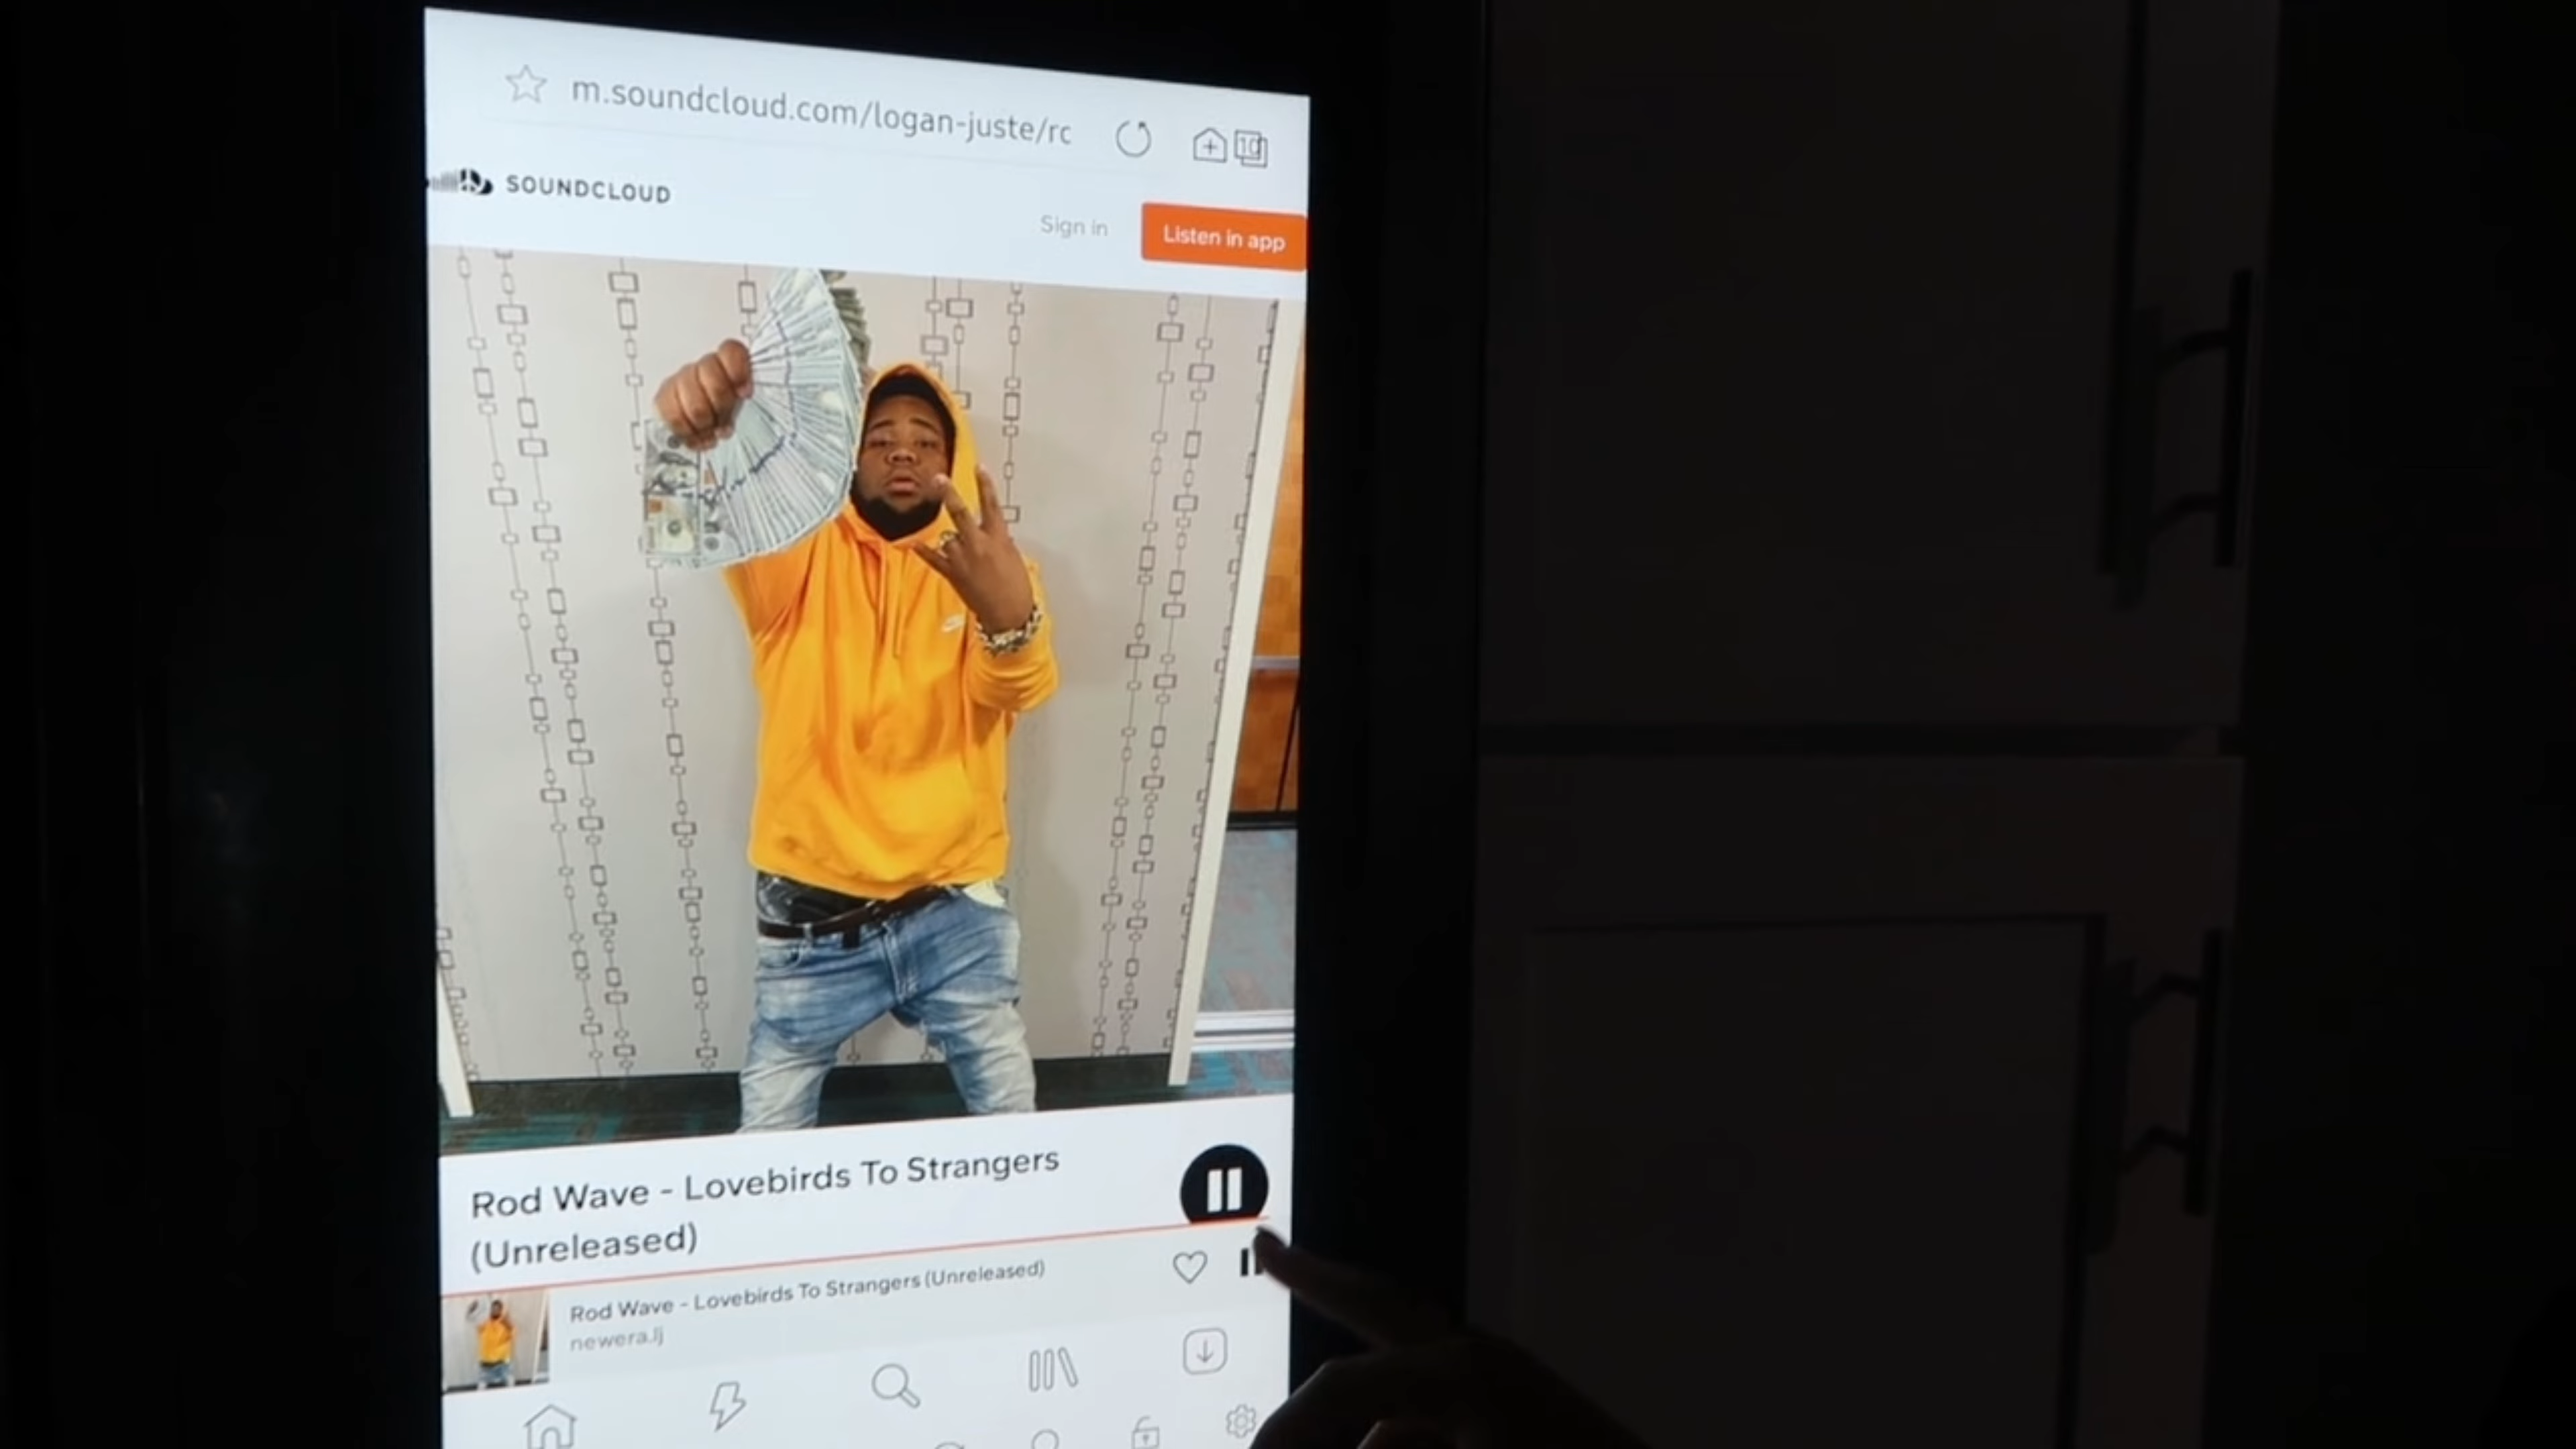 m.soundcloud.com/logan-juste/rc
10
SOUNDCLOUD
Sign in
Listen in app
Rod Wave - Lovebirds To Strangers
(Unreleased)
Rod Wave - Lovebirds To Strangers (Unreleased)
newera.lj